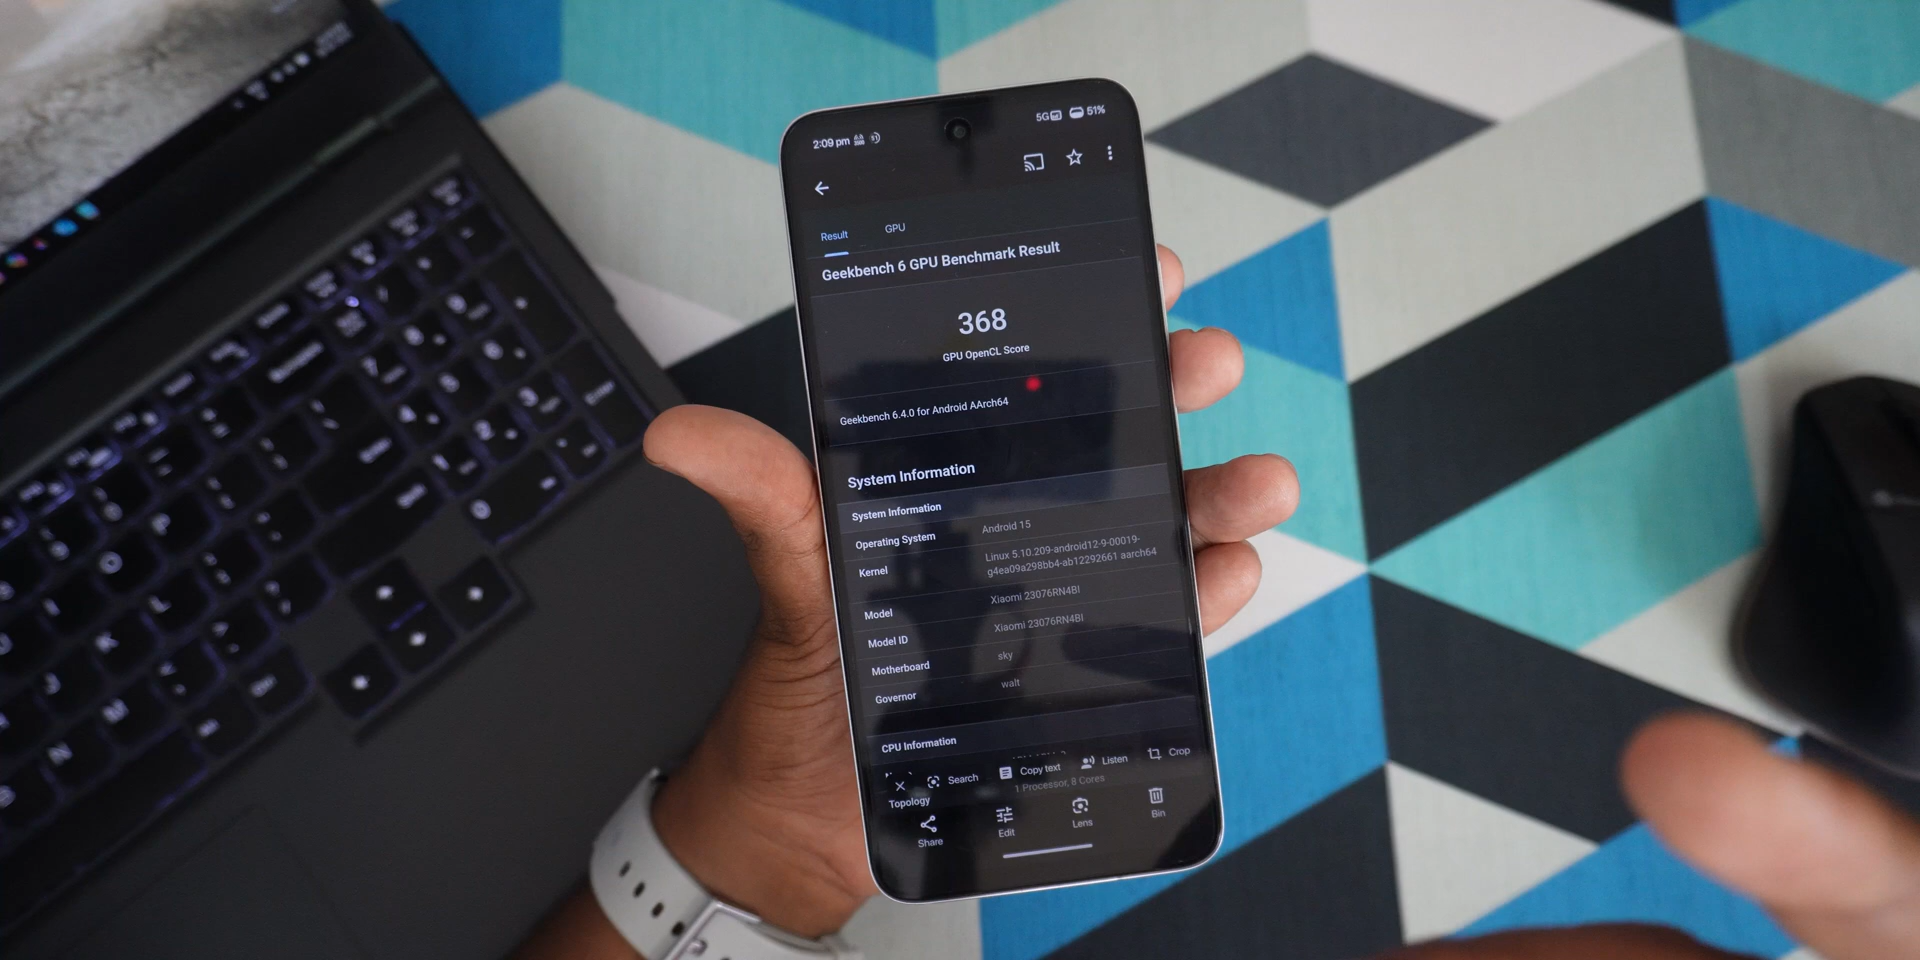 2:09 pm
5G 51%
Result GPU
Geekbench 6 GPU Benchmark Result
368
GPU OpenCL Score
Geekbench 6.4.0 for Android AArch64
System Information
System Information
Operating System Android 15
Kernel Linux 5.10.209-android12-9-00019-
g4ea09a298bb4-ab12292661 aarch64
Model Xiaomi 23076RN4BI
Model ID Xiaomi 23076RN4BI
Motherboard sky
Governor walt
CPU Information
Search Copy text Listen Crop
Topology 1 Processor, 8 Cores
Share Edit Lens Bin